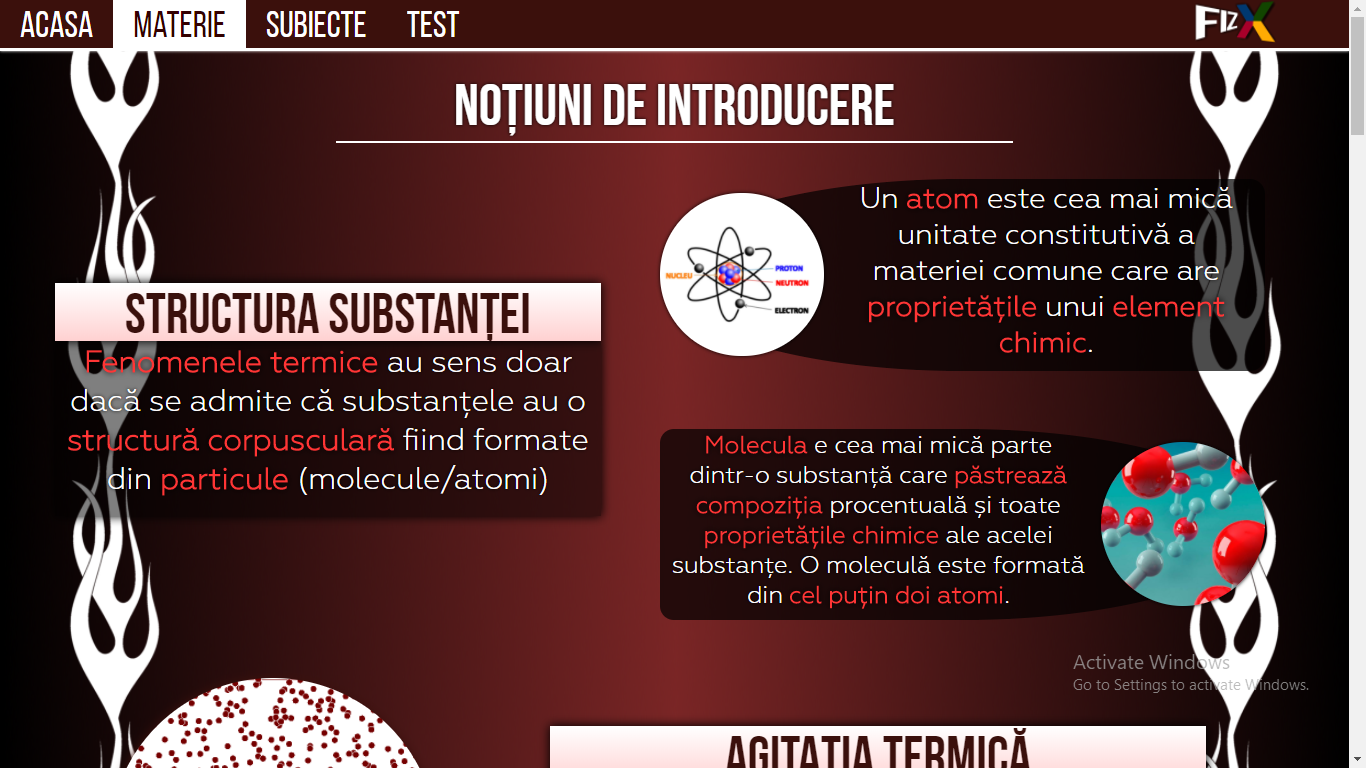 ACASA MATERIE SUBIECTE TEST FIZX
NOȚIUNI DE INTRODUCERE
STRUCTURA SUBSTANȚEI
Fenomenele termice au sens doar
dacă se admite că substanțele au o
structură corpusculară fiind formate
din particule (molecule/atomi)
NUCLEU
PROTON
NEUTRON
ELECTRON
Un atom este cea mai mică
unitate constitutivă a
materiei comune care are
proprietățile unui element
chimic.
Molecula e cea mai mică parte
dintr-o substanță care păstrează
compoziția procentuală și toate
proprietățile chimice ale acelei
substanțe. O moleculă este formată
din cel puțin doi atomi.
Activate Windows
Go to Settings to activate Windows.
AGITAȚIA TERMICĂ